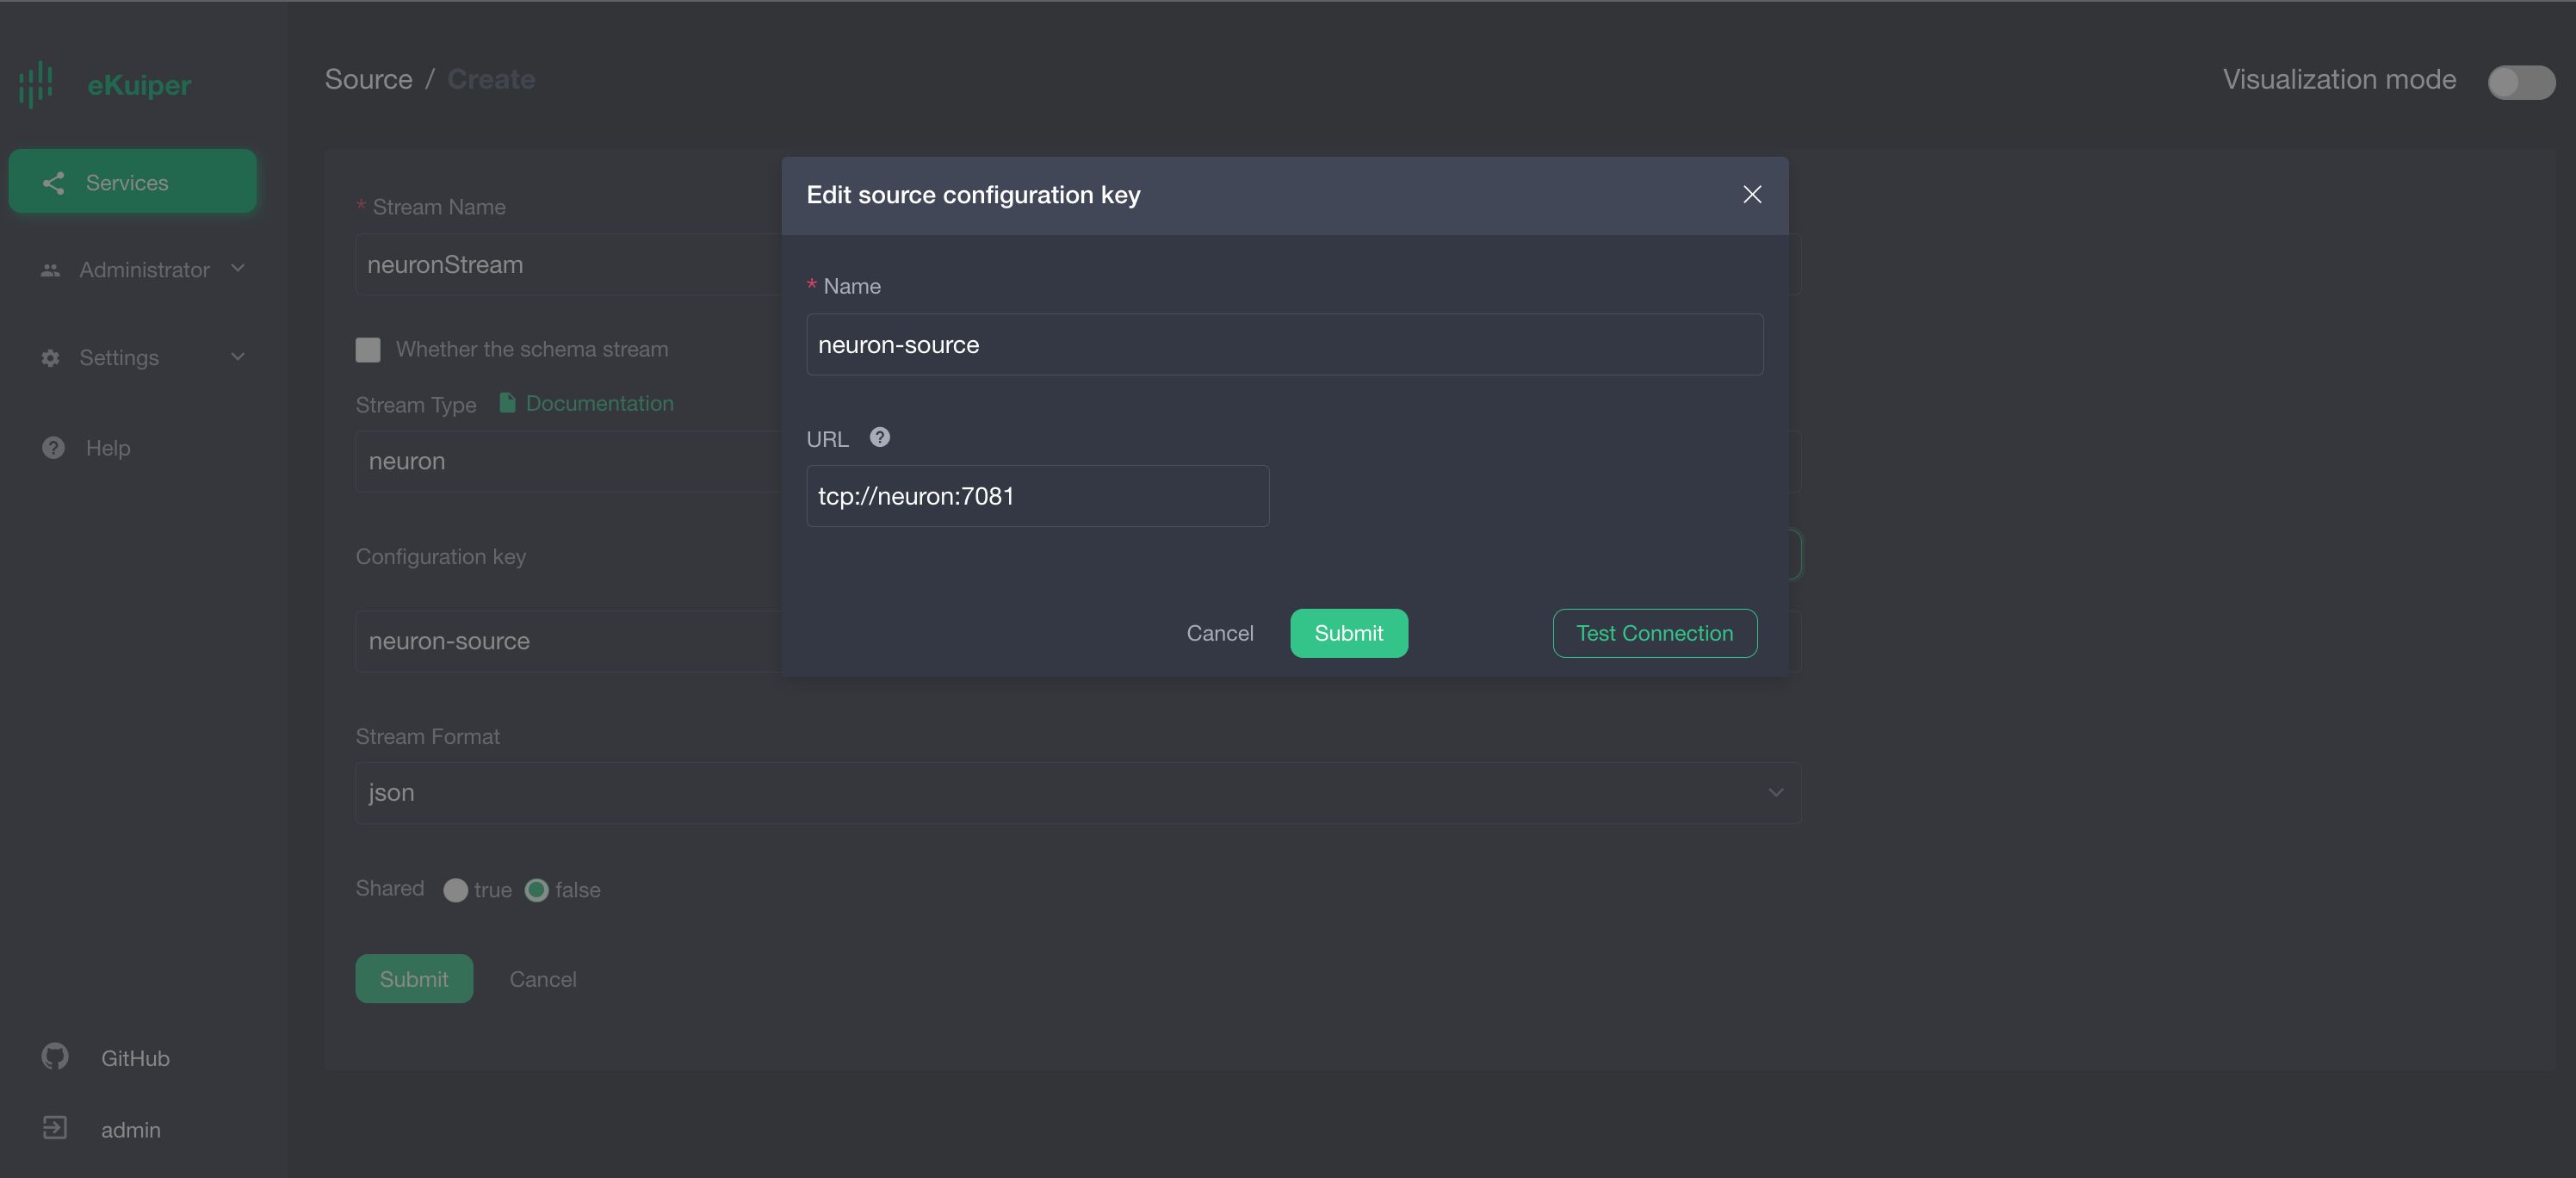 eKuiper
Services
Administrator
Settings
Help
GitHub
admin
Source / Create
Visualization mode
* Stream Name
neuronStream
Whether the schema stream
Stream Type Documentation
neuron
Configuration key
neuron-source
Stream Format
json
Shared true false
Submit Cancel
Edit source configuration key
* Name
neuron-source
URL
tcp://neuron:7081
Cancel Submit Test Connection